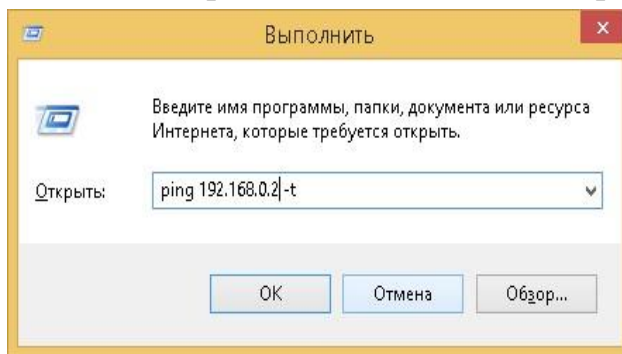 Выполнить
Введите имя программы, папки, документа или ресурса
Интернета, которые требуется открыть.
Открыть: ping 192.168.0.2 -t
ОК Отмена Обзор...